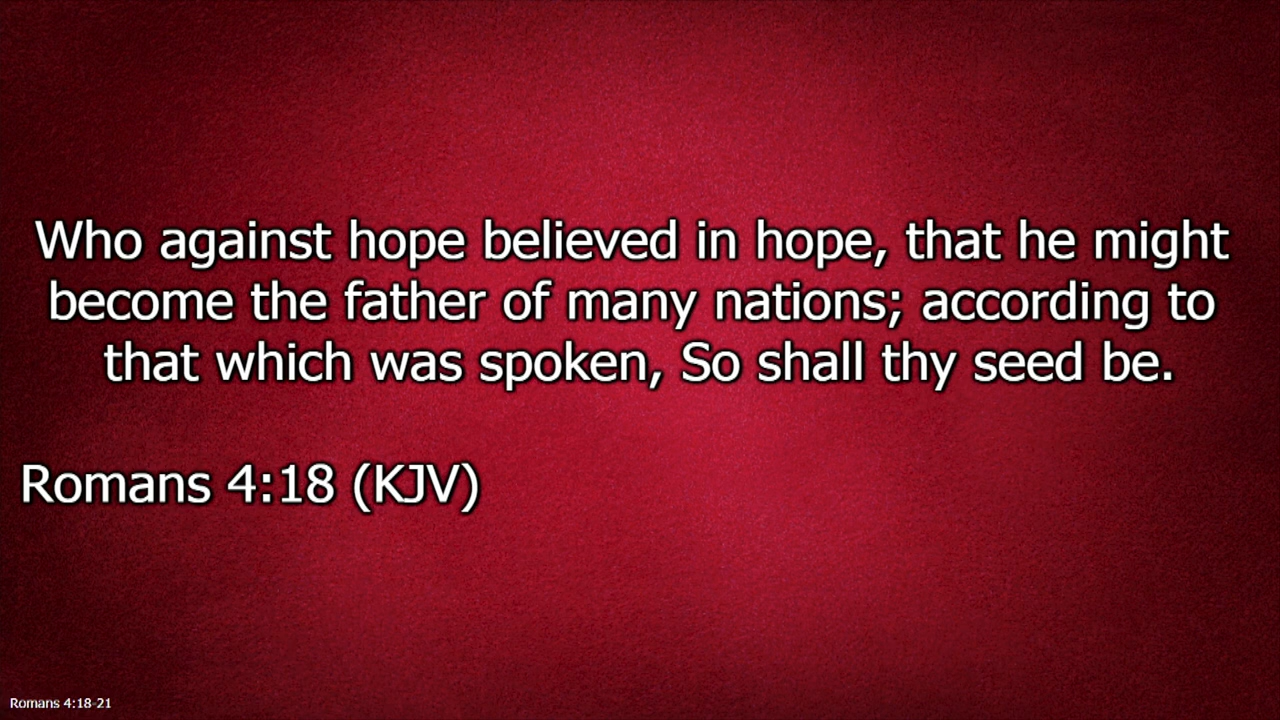 Who against hope believed in hope, that he might
become the father of many nations; according to
that which was spoken, So shall thy seed be.
Romans 4:18 (KJV)
Romans 4:18-21